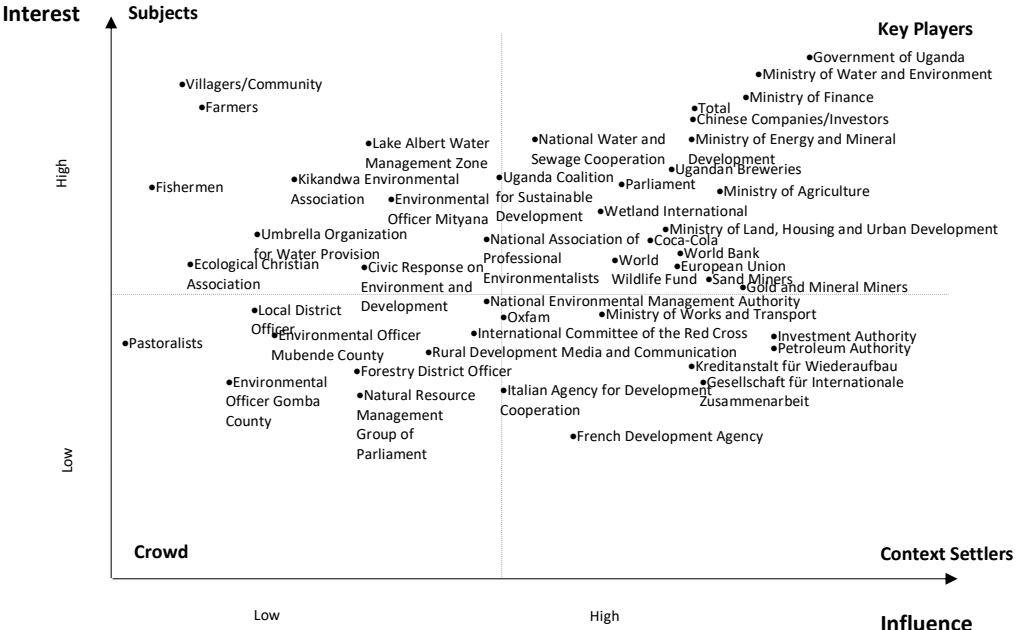 Interest
Subjects
Key Players
•Government of Uganda
•Ministry of Water and Environment
•Villagers/Community
•Ministry of Finance
•Farmers
•Total
•Chinese Companies/Investors
•Lake Albert Water
Management Zone
•National Water and
Sewage Cooperation
•Ministry of Energy and Mineral
Development
•Ugandan Breweries
High
•Fishermen
•Kikandwa Environmental
Association
•Environmental
Officer Mityana
•Uganda Coalition
for Sustainable
Development
•Parliament
•Ministry of Agriculture
•Wetland International
•Ministry of Land, Housing and Urban Development
•Umbrella Organization
for Water Provision
•National Association of
Professional
Environmentalists
•Coca-Cola
•World Bank
•World
Wildlife Fund
•European Union
•Ecological Christian
Association
•Civic Response on
Environment and
Development
•Sand Miners
•Gold and Mineral Miners
•National Environmental Management Authority
•Local District
Officer
•Oxfam
•Ministry of Works and Transport
•Environmental Officer
Mubende County
•International Committee of the Red Cross
•Investment Authority
•Pastoralists
•Petroleum Authority
•Rural Development Media and Communication
•Forestry District Officer
•Kreditanstalt für Wiederaufbau
•Environmental
Officer Gomba
County
•Gesellschaft für Internationale
Zusammenarbeit
•Natural Resource
Management
Group of
Parliament
•Italian Agency for Development
Cooperation
•French Development Agency
Low
Crowd
Context Settlers
Low
High
Influence